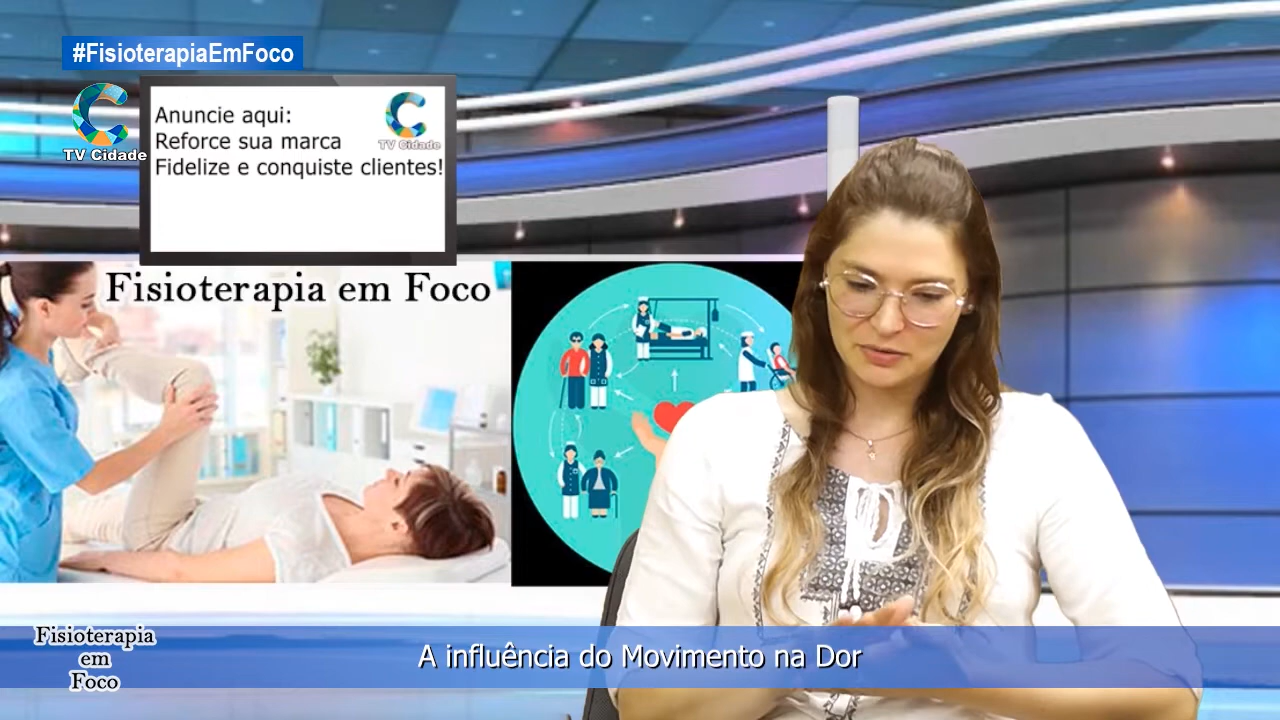 #FisioterapiaEmFoco
TV Cidade
Anuncie aqui:
Reforce sua marca
Fidelize e conquiste clientes!
TV Cidade
Fisioterapia em Foco
Fisioterapia
em
Foco
A influência do Movimento na Dor